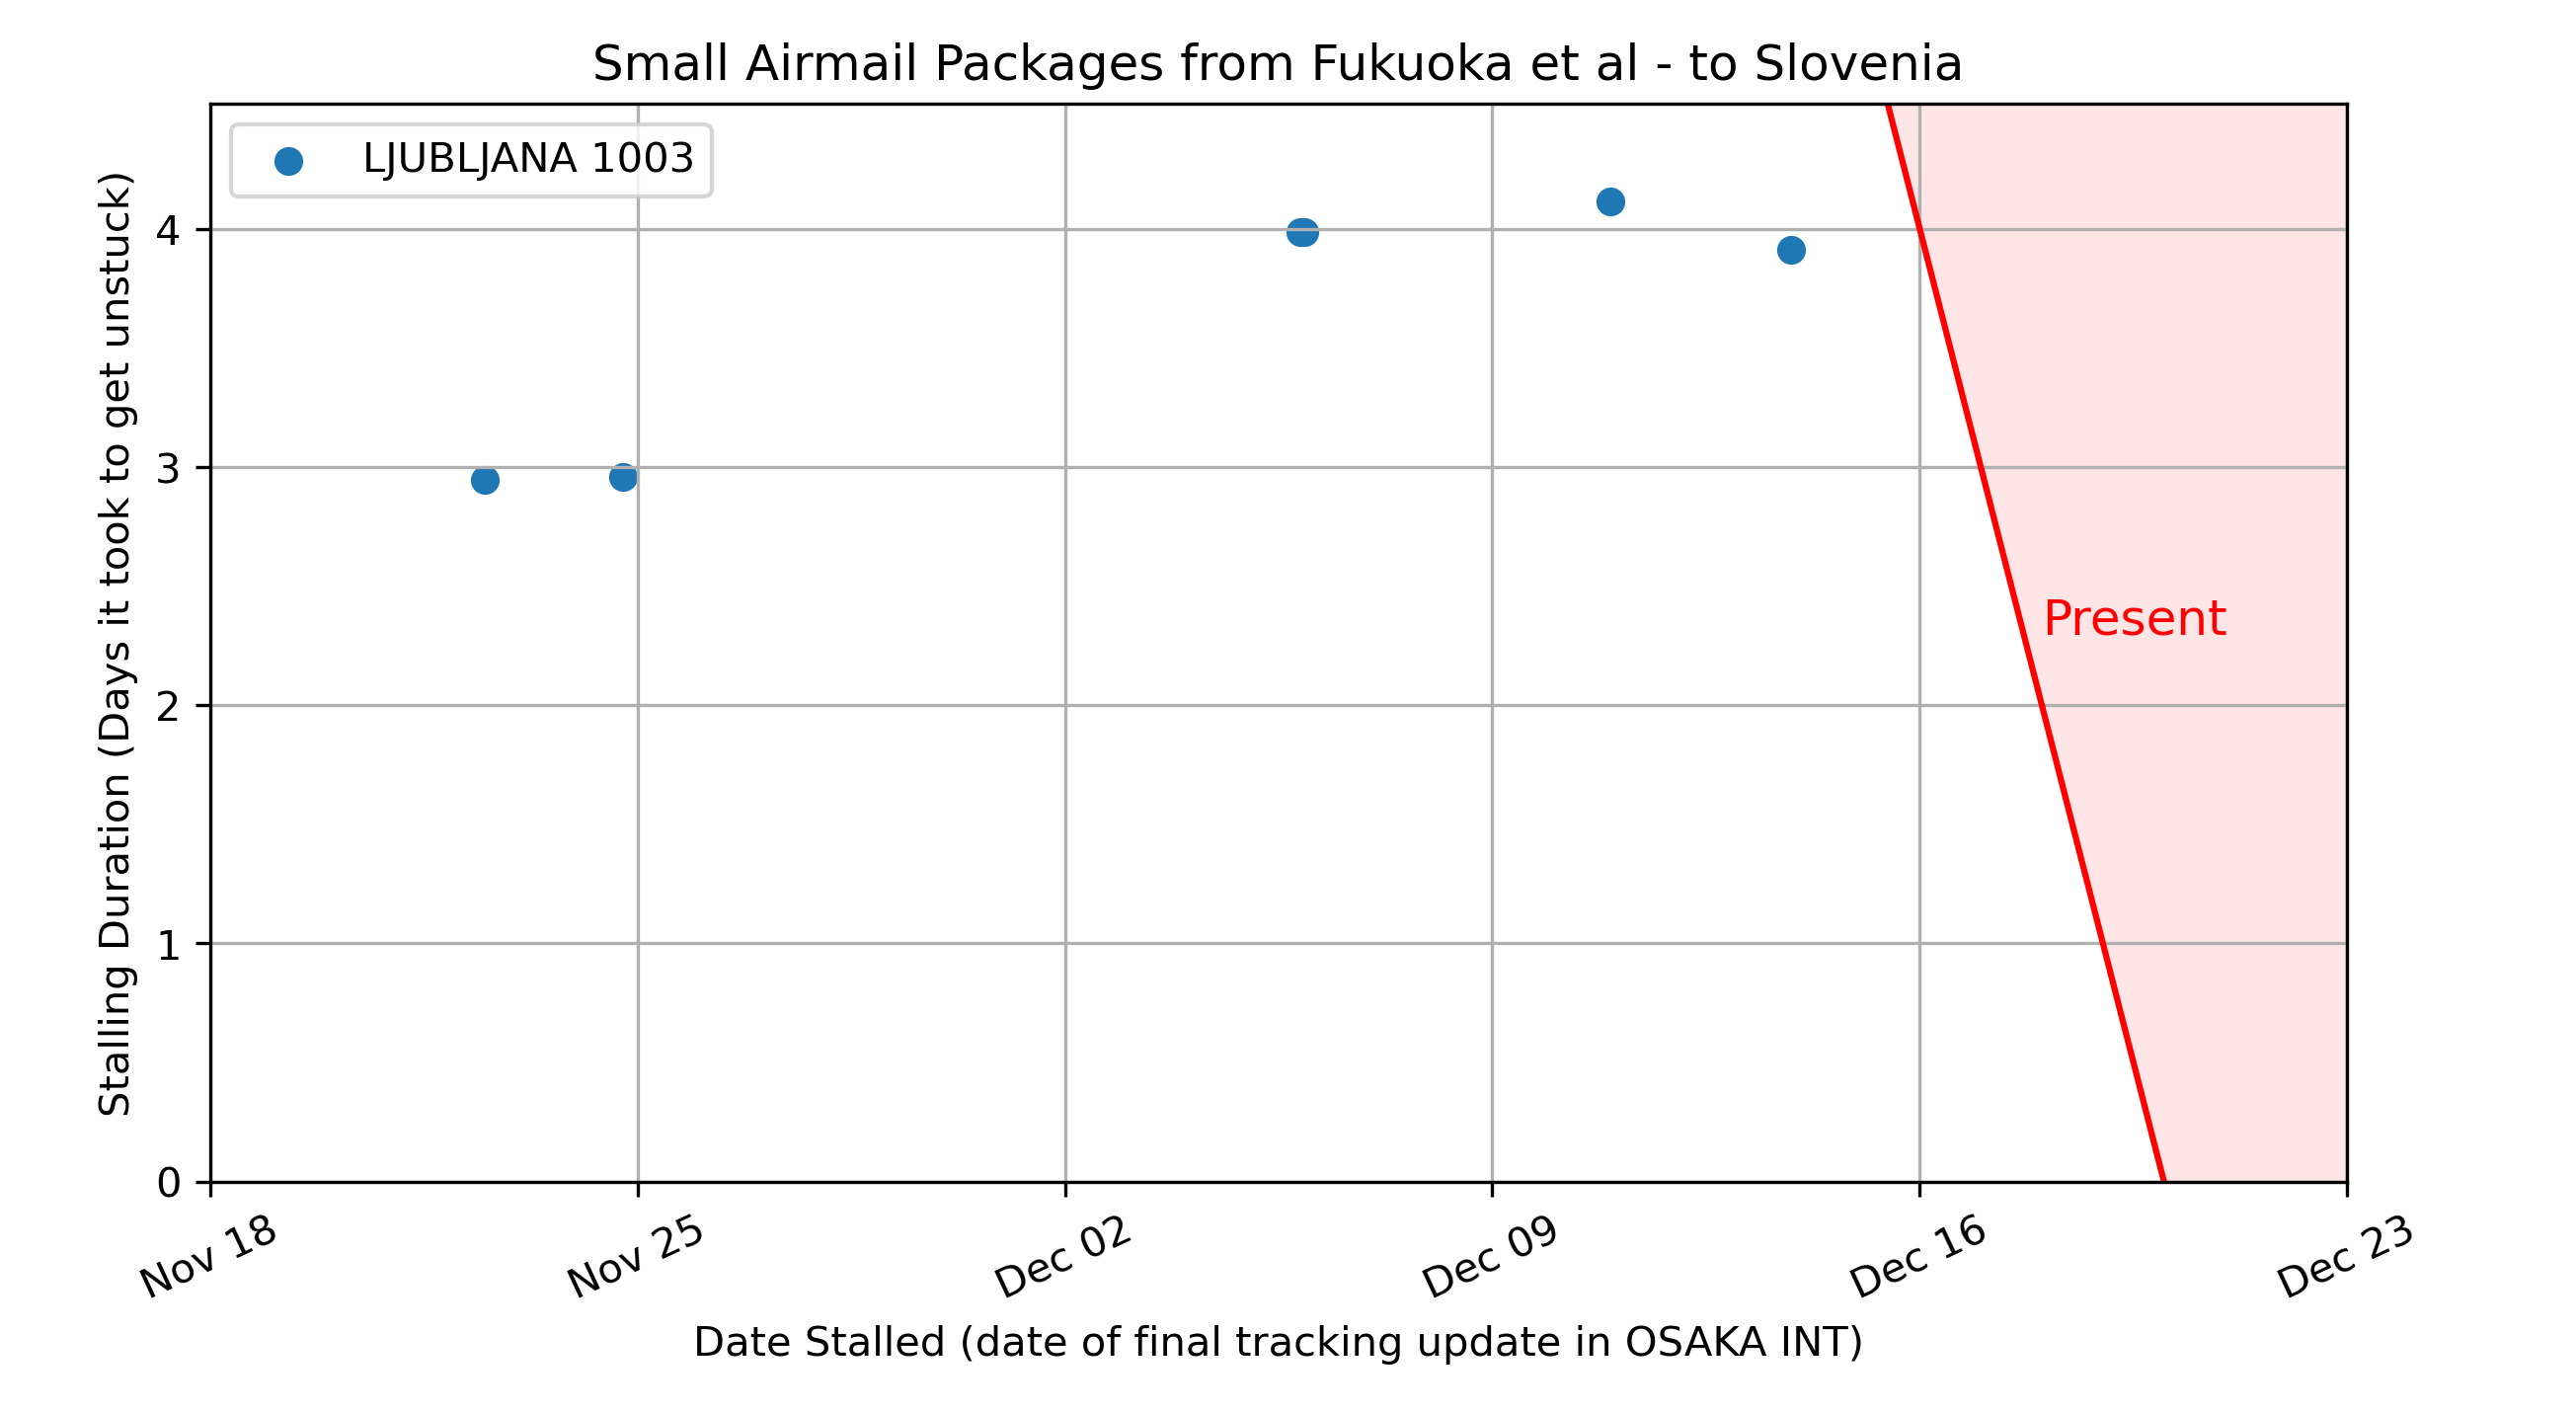 Small Airmail Packages from Fukuoka et al - to Slovenia
LJUBLJANA 1003
Stalling Duration (Days it took to get unstuck)
4
3
2
1
0
Present
Nov 18
Nov 25
Dec 02
Dec 09
Dec 16
Dec 23
Date Stalled (date of final tracking update in OSAKA INT)